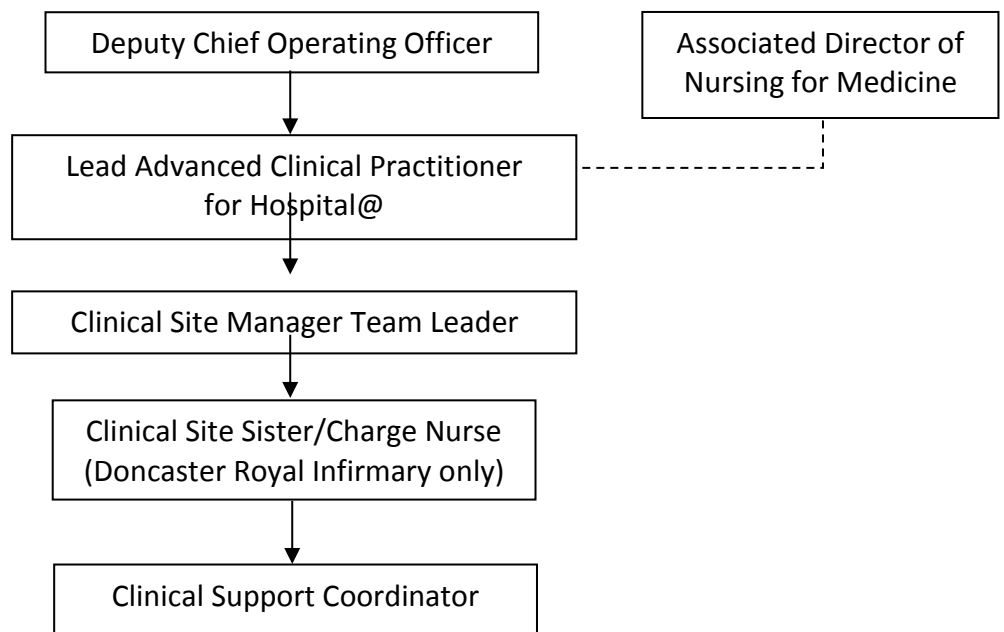 Deputy Chief Operating Officer
Associated Director of
Nursing for Medicine
Lead Advanced Clinical Practitioner
for Hospital@
Clinical Site Manager Team Leader
Clinical Site Sister/Charge Nurse
(Doncaster Royal Infirmary only)
Clinical Support Coordinator